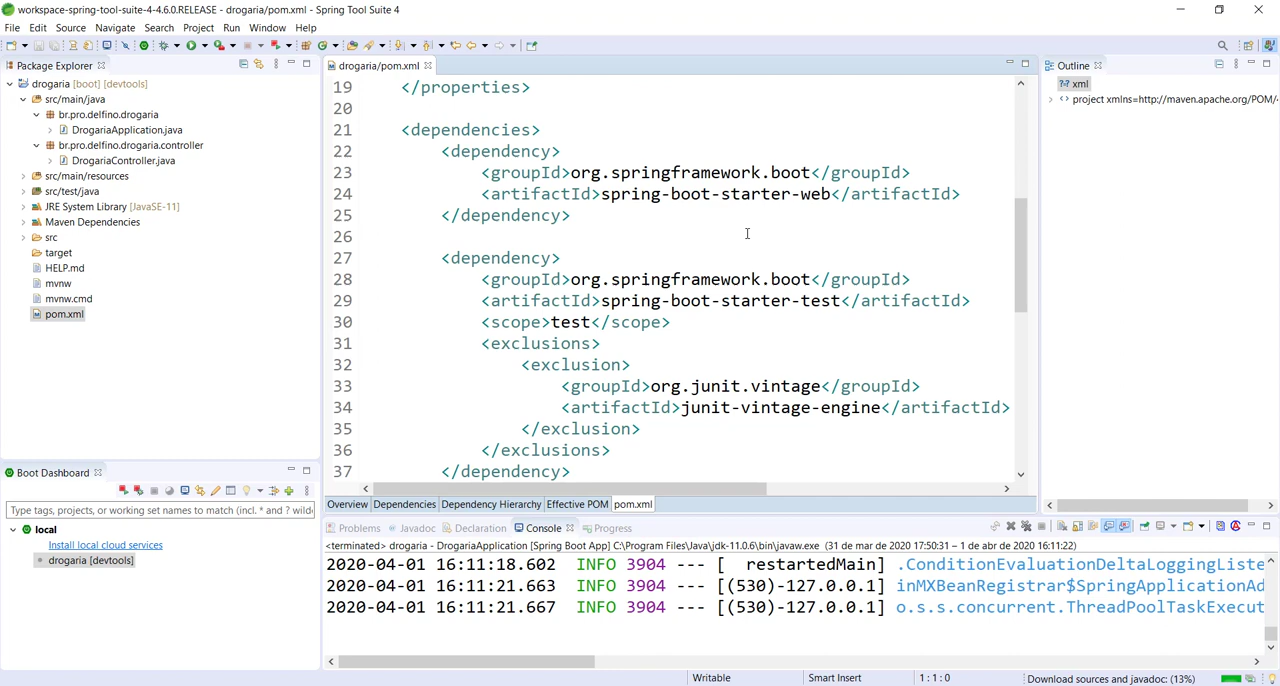 workspace-spring-tool-suite-4-4.6.0.RELEASE - drogaria/pom.xml - Spring Tool Suite 4
File Edit Source Navigate Search Project Run Window Help
Package Explorer
drogaria [boot] [devtools]
src/main/java
br.pro.delfino.drogaria
DrogariaApplication.java
br.pro.delfino.drogaria.controller
DrogariaController.java
src/main/resources
src/test/java
JRE System Library [JavaSE-11]
Maven Dependencies
src
target
HELP.md
mvnw
mvnw.cmd
pom.xml
Boot Dashboard
Type tags, projects, or working set names to match (incl. * and ? wild
local
Install local cloud services
drogaria [devtools]
drogaria/pom.xml
19 </properties>
20
21 <dependencies>
22 <dependency>
23 <groupId>org.springframework.boot</groupId>
24 <artifactId>spring-boot-starter-web</artifactId>
25 </dependency>
26
27 <dependency>
28 <groupId>org.springframework.boot</groupId>
29 <artifactId>spring-boot-starter-test</artifactId>
30 <scope>test</scope>
31 <exclusions>
32 <exclusion>
33 <groupId>org.junit.vintage</groupId>
34 <artifactId>junit-vintage-engine</artifactId>
35 </exclusion>
36 </exclusions>
37 </dependency>
Overview Dependencies Dependency Hierarchy Effective POM pom.xml
Outline
xml
project xmlns=http://maven.apache.org/POM/4
Problems Javadoc Declaration Console Progress
<terminated> drogaria - DrogariaApplication [Spring Boot App] C:\Program Files\Java\jdk-11.0.6\bin\javaw.exe (31 de mar de 2020 17:50:31 – 1 de abr de 2020 16:11:22)
2020-04-01 16:11:18.602 INFO 3904 --- [ restartedMain] .ConditionEvaluationDeltaLoggingListe
2020-04-01 16:11:21.663 INFO 3904 --- [(530)-127.0.0.1] inMXBeanRegistrar$SpringApplicationAd
2020-04-01 16:11:21.667 INFO 3904 --- [(530)-127.0.0.1] o.s.s.concurrent.ThreadPoolTaskExecut
Writable Smart Insert 1 : 1 : 0 Download sources and javadoc: (13%)